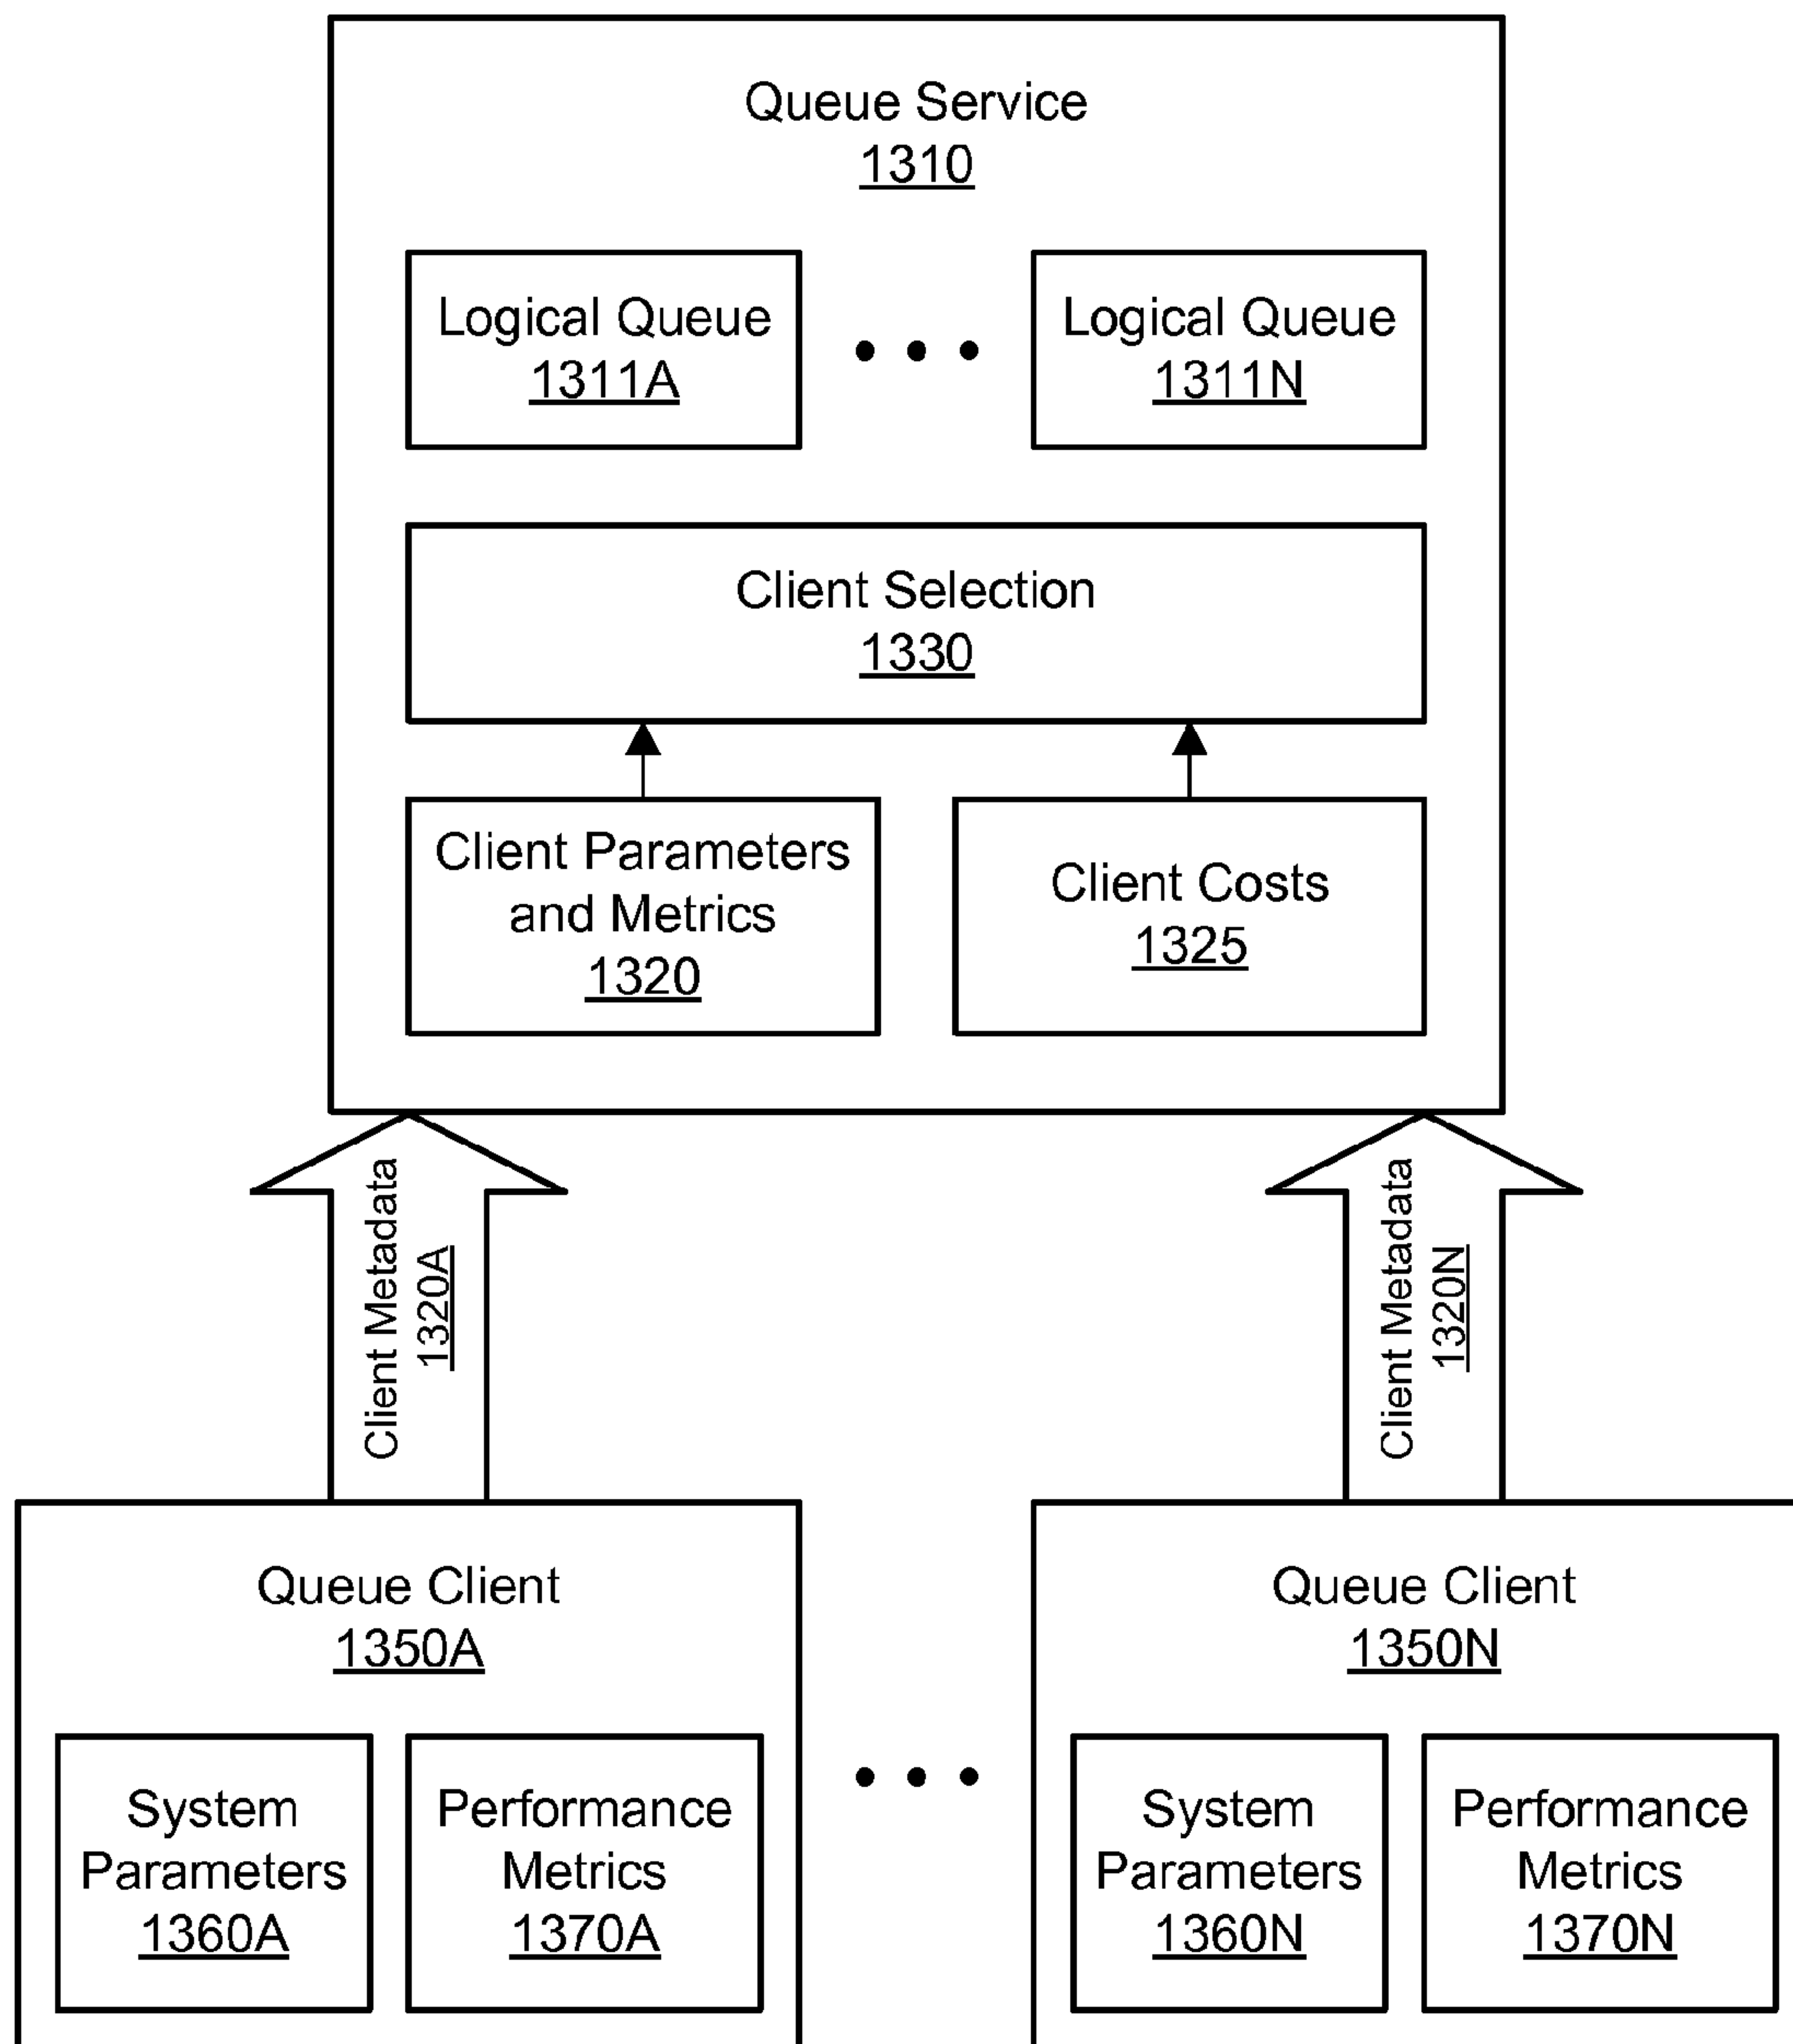 Queue Service
1310
Logical Queue
1311A
Logical Queue
1311N
Client Selection
1330
Client Parameters
and Metrics
1320
Client Costs
1325
Client Metadata
1320A
Client Metadata
1320N
Queue Client
1350A
System
Parameters
1360A
Performance
Metrics
1370A
Queue Client
1350N
System
Parameters
1360N
Performance
Metrics
1370N